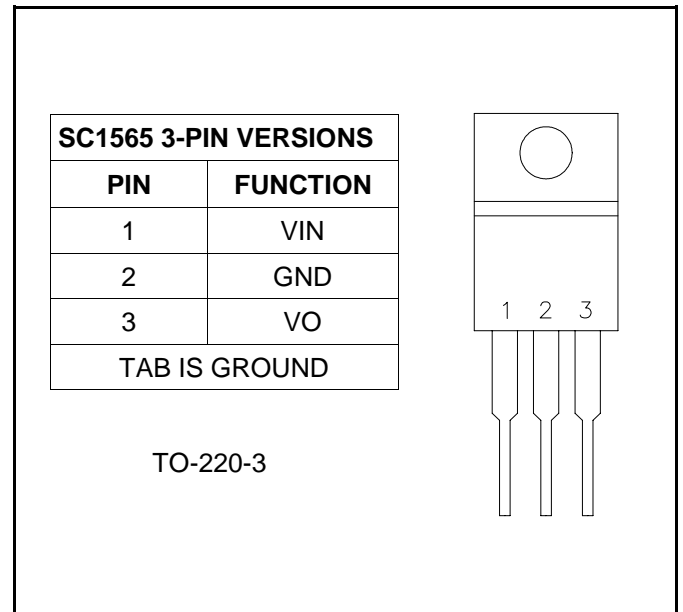 SC1565 3-PIN VERSIONS
PIN FUNCTION
1 VIN
2 GND
3 VO
TAB IS GROUND
TO-220-3
1 2 3